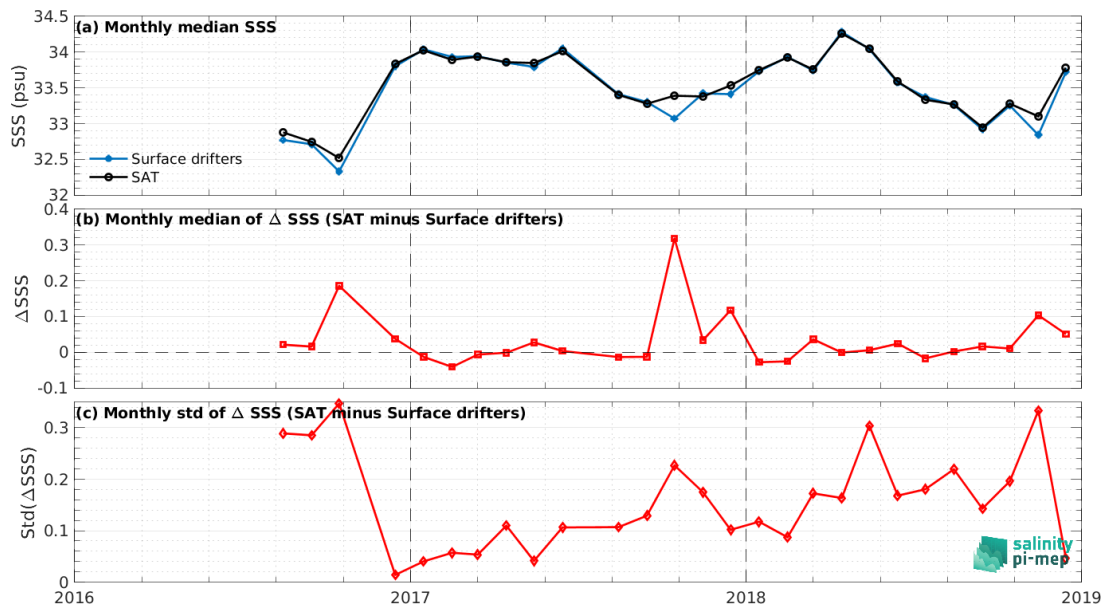 (a) Monthly median SSS
34.5
34
33.5
33
32.5
32
SSS (psu)
Surface drifters
SAT
(b) Monthly median of Δ SSS (SAT minus Surface drifters)
0.4
0.3
0.2
0.1
0
-0.1
Δ SSS
(c) Monthly std of Δ SSS (SAT minus Surface drifters)
0.3
0.2
0.1
0
Std(ΔSSS)
2016
2017
2018
2019
salinity
pi-mep